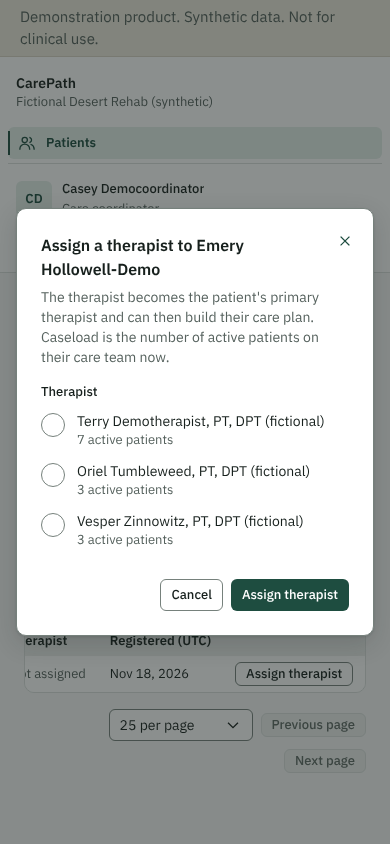 Demonstration product. Synthetic data. Not for
clinical use.
CarePath
Fictional Desert Rehab (synthetic)
Patients
CD
Casey Democoordinator
Care coordinator
Assign a therapist to Emery
Hollowell-Demo
The therapist becomes the patient's primary
therapist and can then build their care plan.
Caseload is the number of active patients on
their care team now.
Therapist
Terry Demotherapist, PT, DPT (fictional)
7 active patients
Oriel Tumbleweed, PT, DPT (fictional)
3 active patients
Vesper Zinnowitz, PT, DPT (fictional)
3 active patients
Cancel
Assign therapist
erapist Registered (UTC)
t assigned Nov 18, 2026 Assign therapist
25 per page
Previous page
Next page